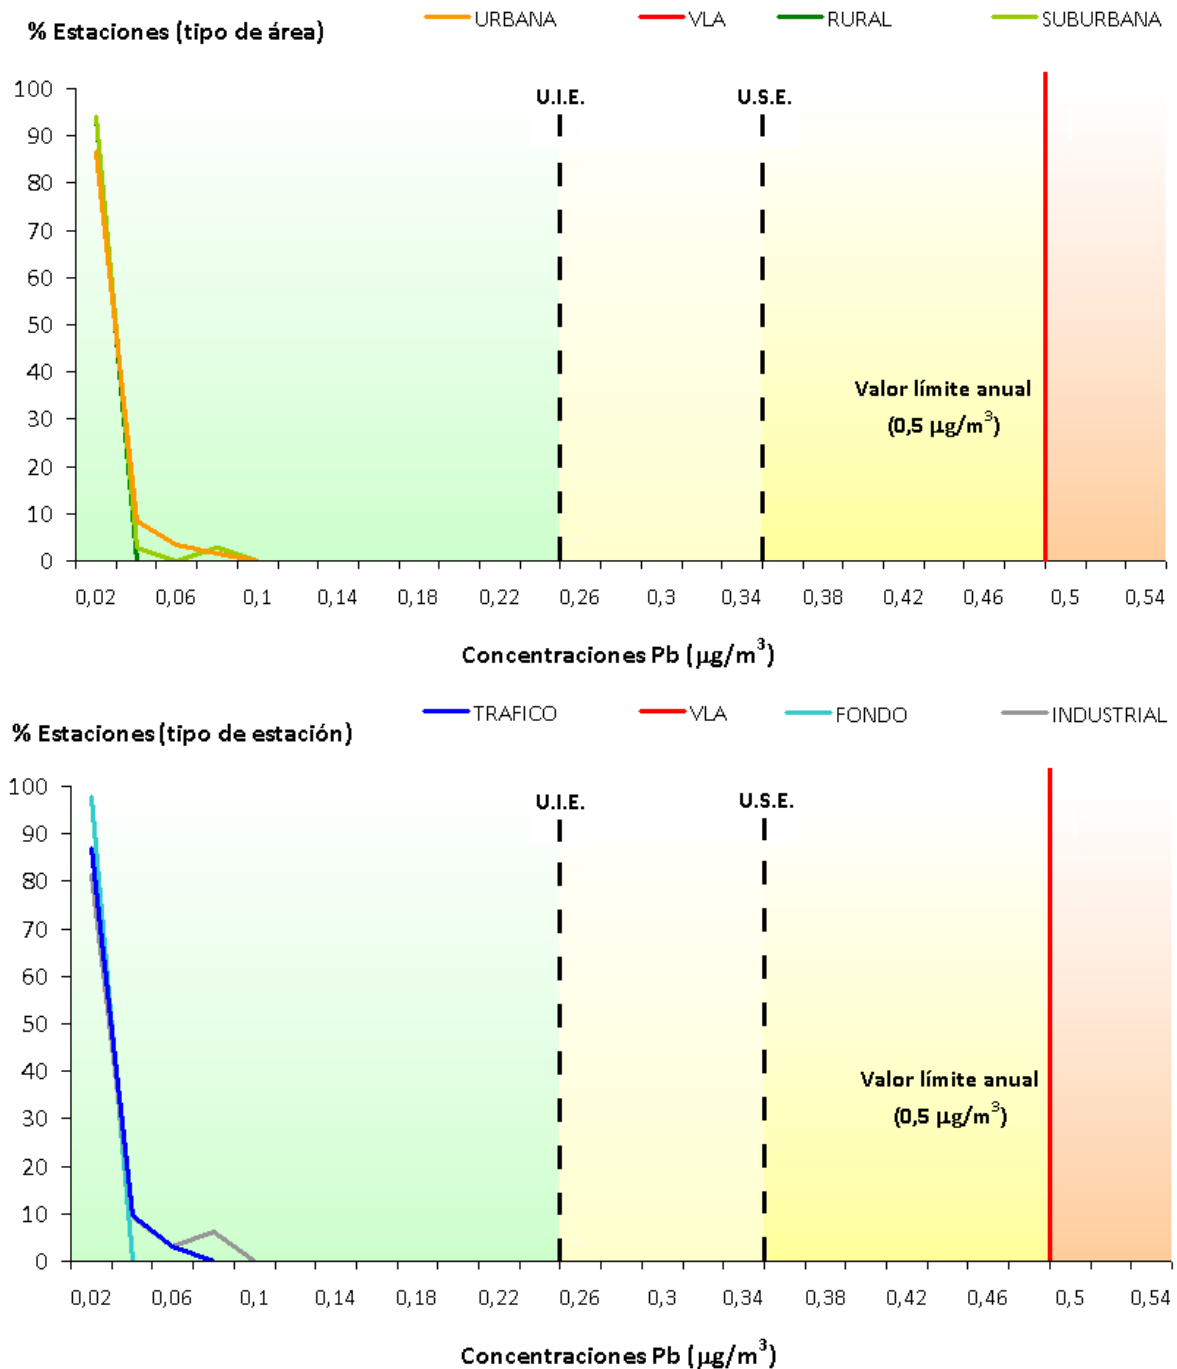 % Estaciones (tipo de área)
URBANA VLA RURAL SUBURBANA
100
90
80
70
60
50
40
30
20
10
0
U.I.E. U.S.E.
Valor límite anual
(0,5 µg/m³)
0,02 0,06 0,1 0,14 0,18 0,22 0,26 0,3 0,34 0,38 0,42 0,46 0,5 0,54
Concentraciones Pb (µg/m³)
TRAFICO VLA FONDO INDUSTRIAL
% Estaciones (tipo de estación)
100
90
80
70
60
50
40
30
20
10
0
U.I.E. U.S.E.
Valor límite anual
(0,5 µg/m³)
0,02 0,06 0,1 0,14 0,18 0,22 0,26 0,3 0,34 0,38 0,42 0,46 0,5 0,54
Concentraciones Pb (µg/m³)